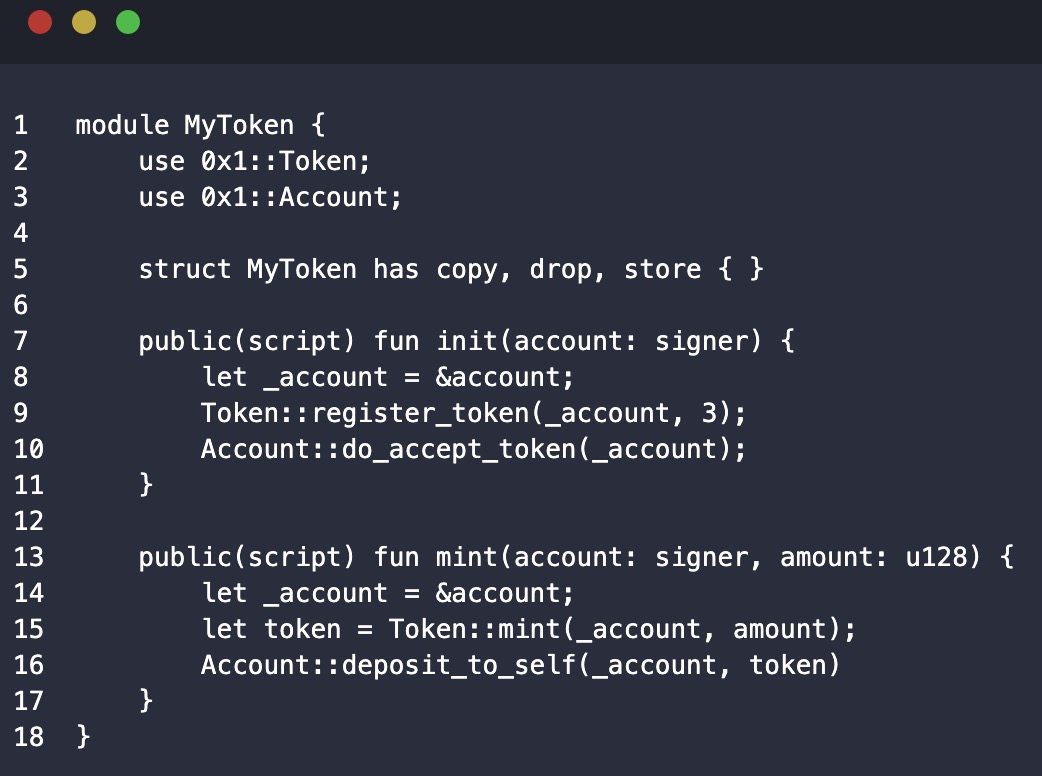 1 module MyToken {
2 use 0x1::Token;
3 use 0x1::Account;
4
5 struct MyToken has copy, drop, store { }
6
7 public(script) fun init(account: signer) {
8 let _account = &account;
9 Token::register_token(_account, 3);
10 Account::do_accept_token(_account);
11 }
12
13 public(script) fun mint(account: signer, amount: u128) {
14 let _account = &account;
15 let token = Token::mint(_account, amount);
16 Account::deposit_to_self(_account, token)
17 }
18 }